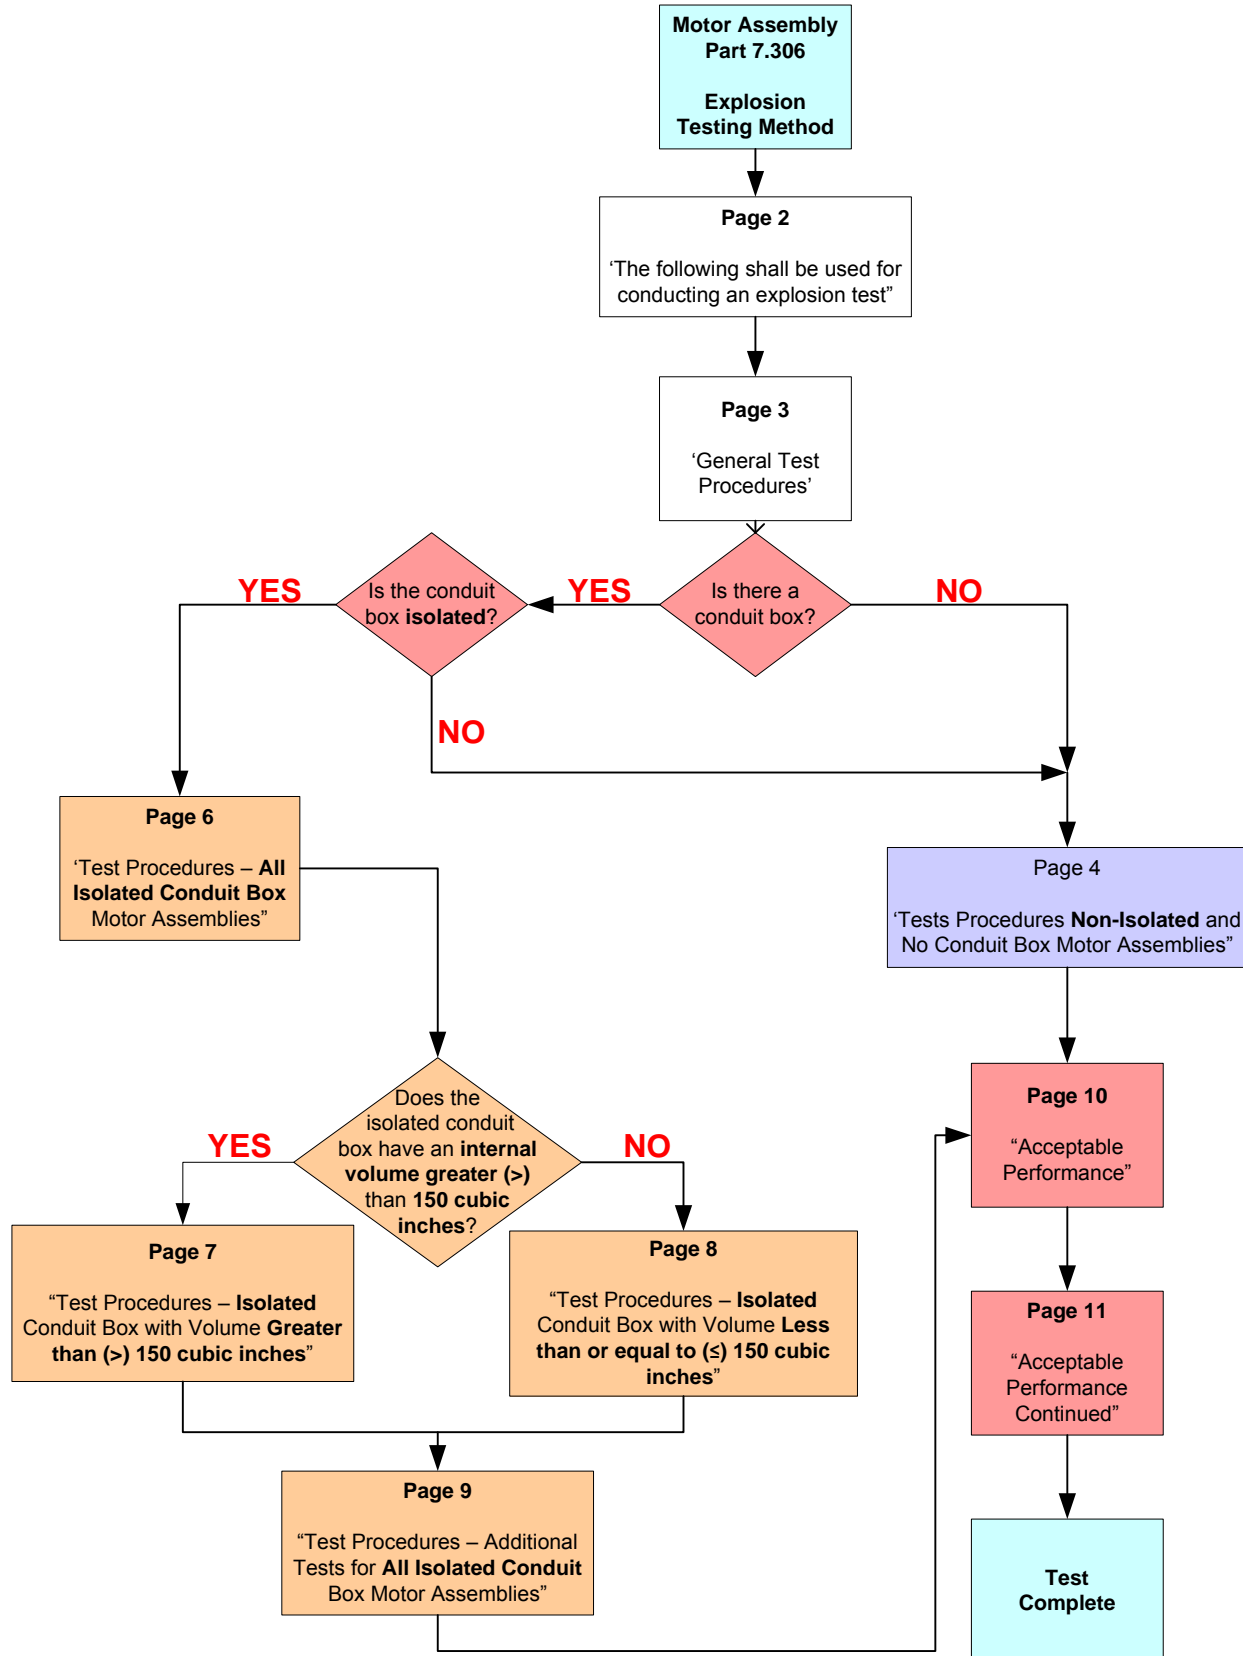 Motor Assembly
Part 7.306
Explosion
Testing Method
Page 2
‘The following shall be used for
conducting an explosion test”
Page 3
‘General Test
Procedures’
Is there a
conduit box?
YES
NO
Is the conduit
box isolated?
YES
NO
Page 6
‘Test Procedures – All
Isolated Conduit Box
Motor Assemblies”
Page 4
‘Tests Procedures Non-Isolated and
No Conduit Box Motor Assemblies”
Does the
isolated conduit
box have an internal
volume greater (>)
than 150 cubic
inches?
YES
NO
Page 7
“Test Procedures – Isolated
Conduit Box with Volume Greater
than (>) 150 cubic inches”
Page 8
“Test Procedures – Isolated
Conduit Box with Volume Less
than or equal to (≤) 150 cubic
inches”
Page 9
“Test Procedures – Additional
Tests for All Isolated Conduit
Box Motor Assemblies”
Page 10
“Acceptable
Performance”
Page 11
“Acceptable
Performance
Continued”
Test
Complete